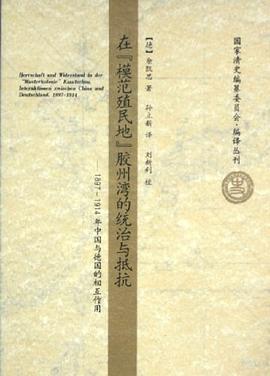 Herrschaft und Widerstand in der
"Musterkolonie" Kiautschou.
Interaktionen zwischen China und
Deutschland. 1897-1914
在『模范殖民地』胶州湾的统治与抵抗
1897－1914年中国与德国的相互作用
【德】余凯思 著 孙立新 译 刘新利 校
国家清史编纂委员会·编译丛刊